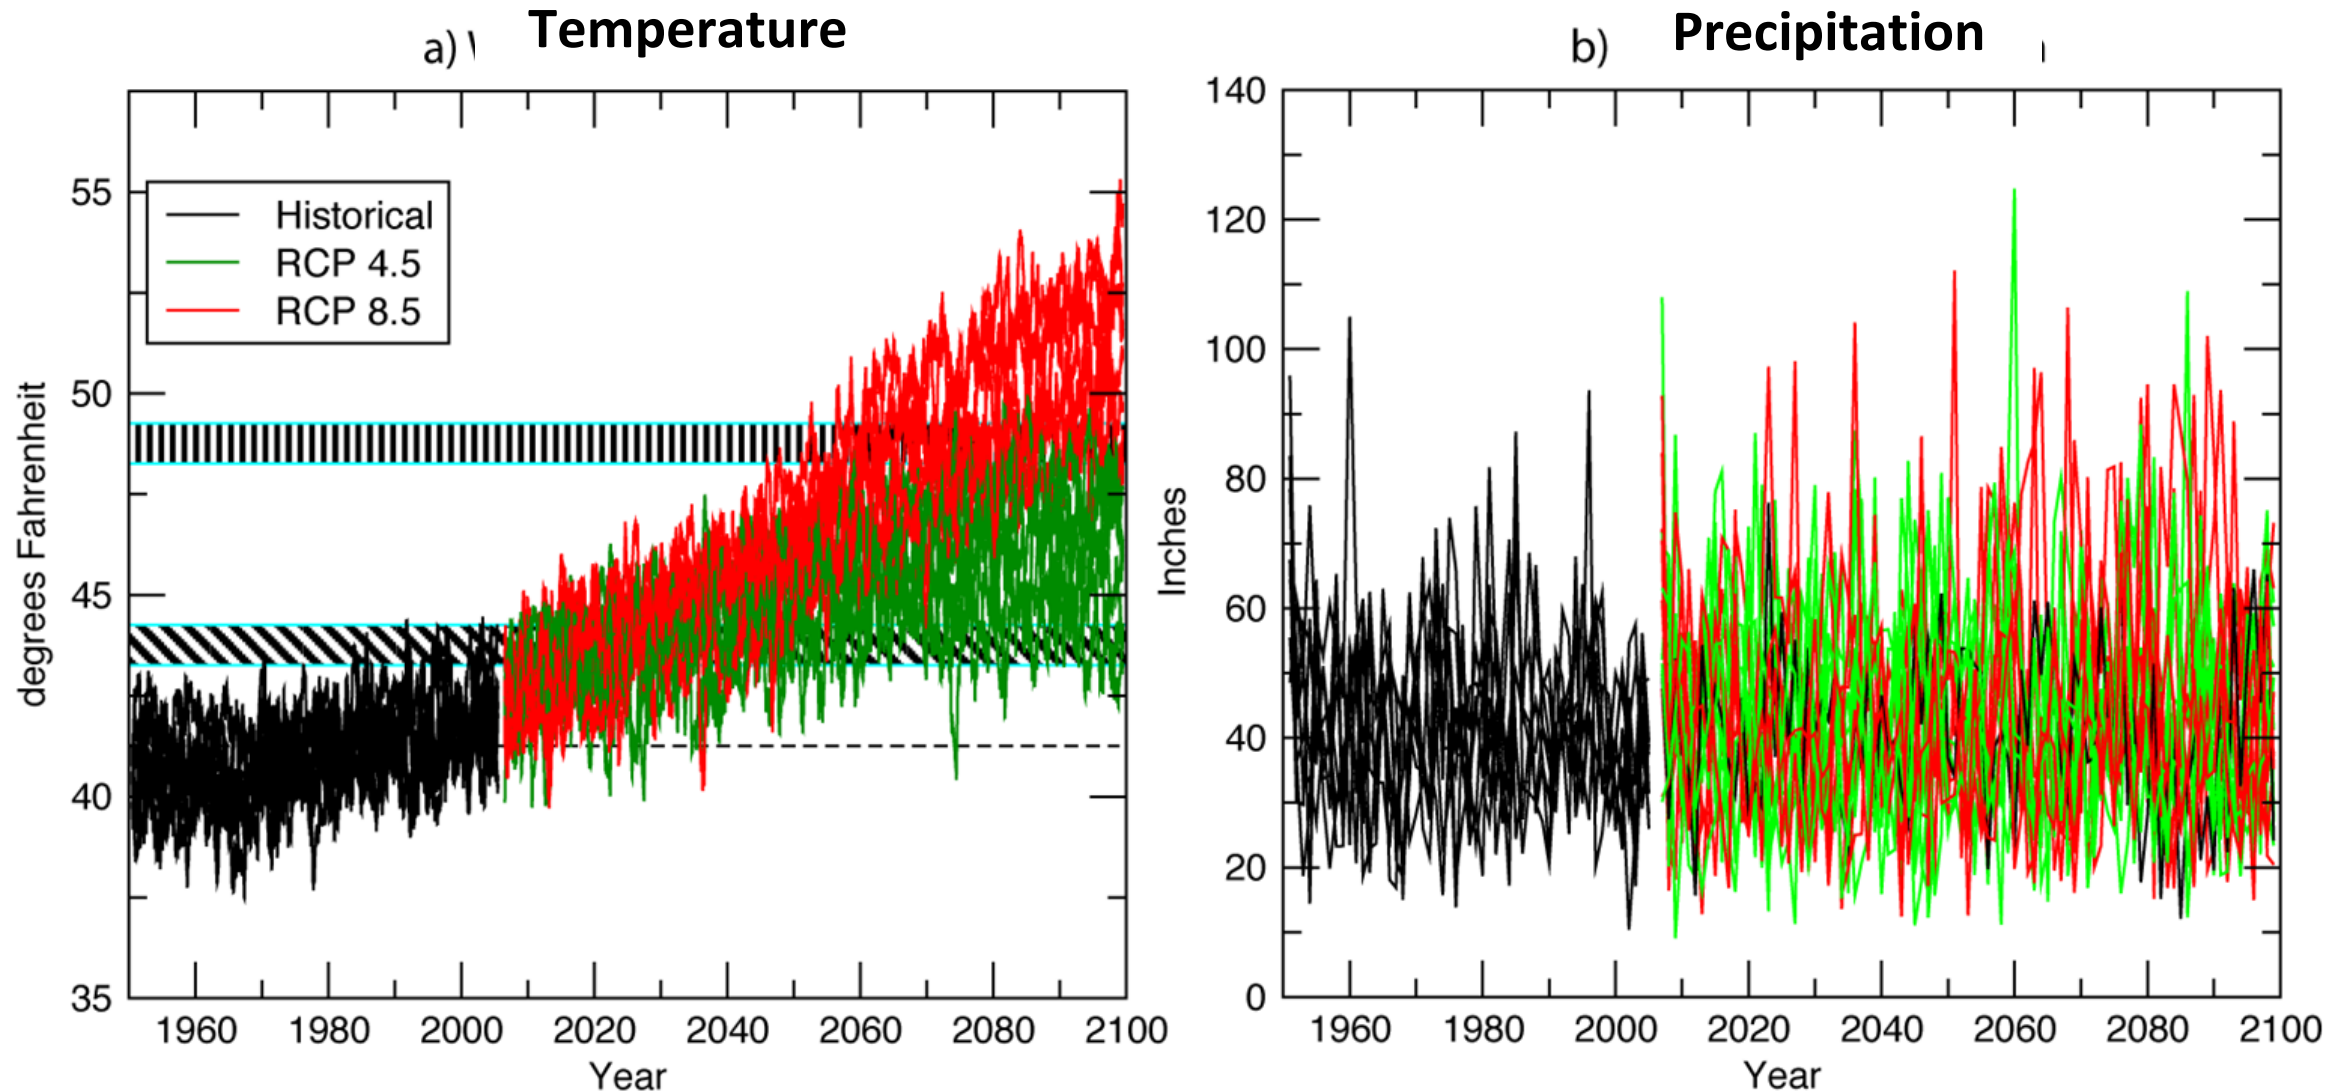 a)
Temperature
55
50
45
40
35
degrees Fahrenheit
Historical
RCP 4.5
RCP 8.5
1960 1980 2000 2020 2040 2060 2080 2100
Year
b)
Precipitation
140
120
100
80
60
40
20
0
Inches
1960 1980 2000 2020 2040 2060 2080 2100
Year